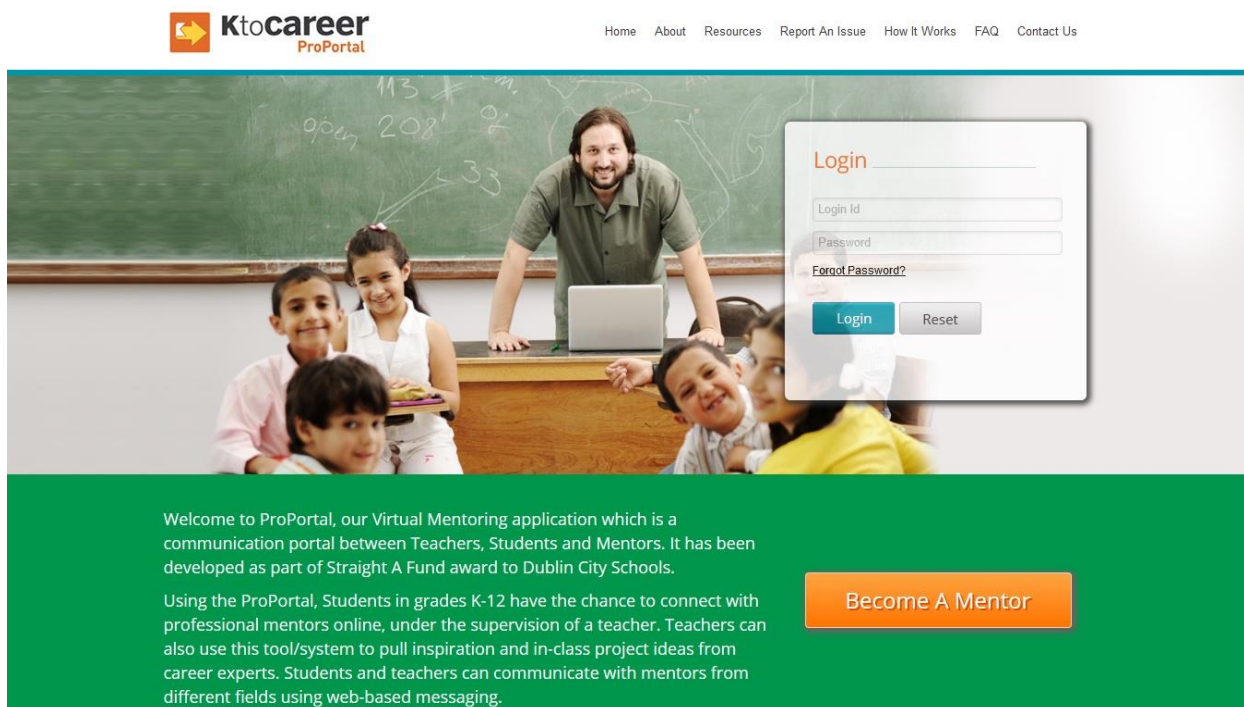 KtoCareer
ProPortal
Home About Resources Report An Issue How It Works FAQ Contact Us
113
open 208
33
Login
Login Id
Password
Forgot Password?
Login Reset
Welcome to ProPortal, our Virtual Mentoring application which is a
communication portal between Teachers, Students and Mentors. It has been
developed as part of Straight A Fund award to Dublin City Schools.
Using the ProPortal, Students in grades K-12 have the chance to connect with
professional mentors online, under the supervision of a teacher. Teachers can
also use this tool/system to pull inspiration and in-class project ideas from
career experts. Students and teachers can communicate with mentors from
different fields using web-based messaging.
Become A Mentor